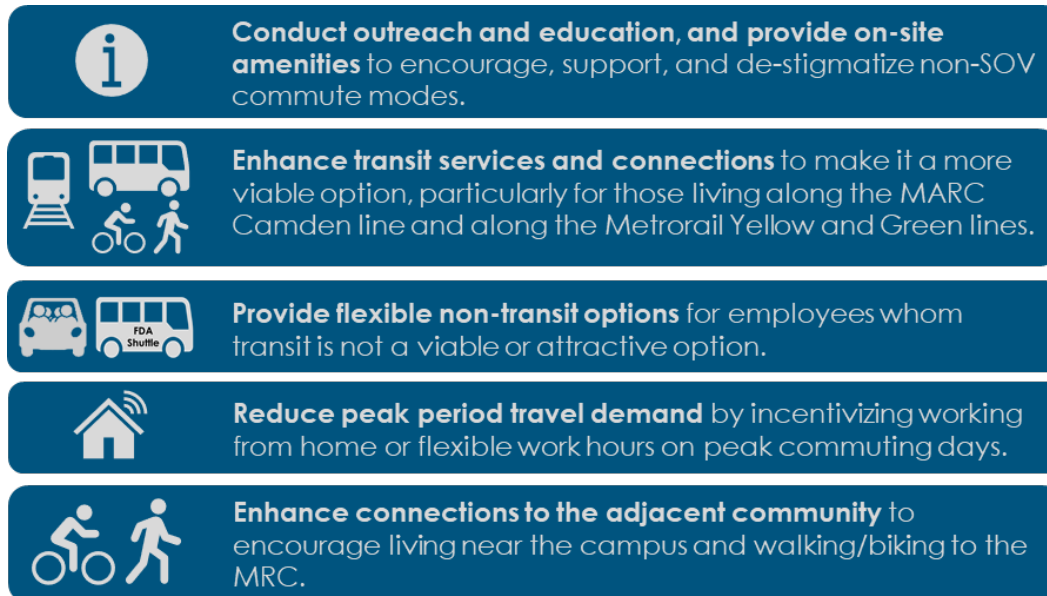 Conduct outreach and education, and provide on-site
amenities to encourage, support, and de-stigmatize non-SOV
commute modes.
Enhance transit services and connections to make it a more
viable option, particularly for those living along the MARC
Camden line and along the Metrorail Yellow and Green lines.
FDA
Shuttle
Provide flexible non-transit options for employees whom
transit is not a viable or attractive option.
Reduce peak period travel demand by incentivizing working
from home or flexible work hours on peak commuting days.
Enhance connections to the adjacent community to
encourage living near the campus and walking/biking to the
MRC.